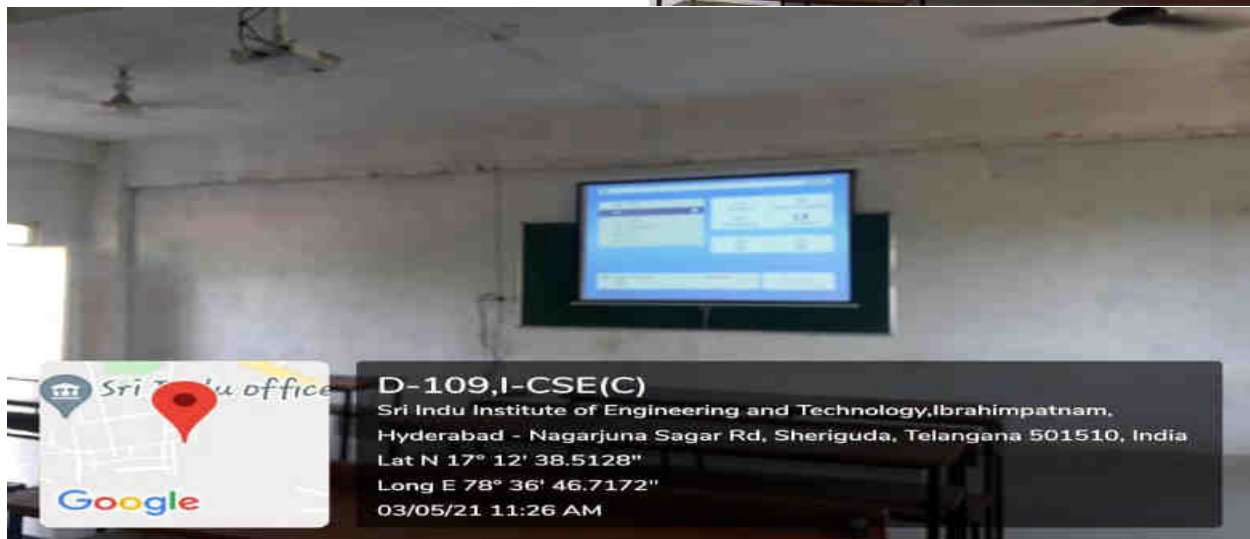 Sri
u office
Google
D-109,I-CSE(C)
Sri Indu Institute of Engineering and Technology,Ibrahimpatnam,
Hyderabad - Nagarjuna Sagar Rd, Sheriguda, Telangana 501510, India
Lat N 17° 12' 38.5128"
Long E 78° 36' 46.7172"
03/05/21 11:26 AM